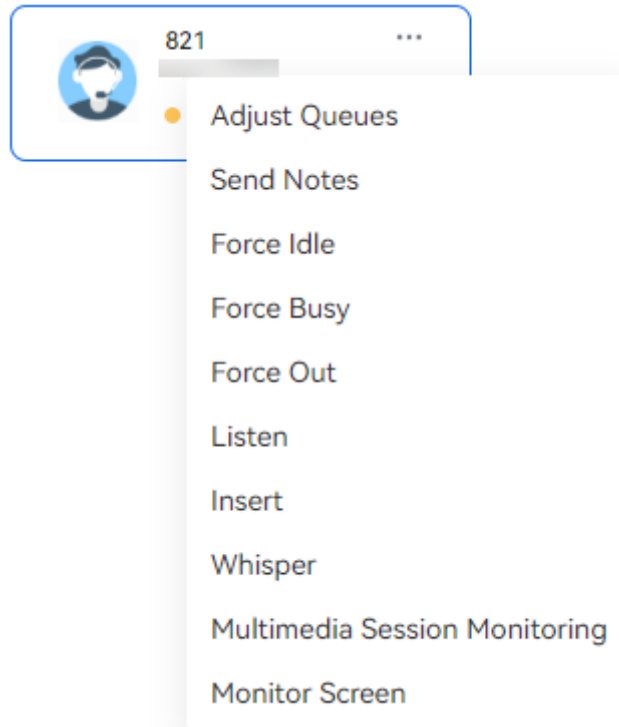 821
...
Adjust Queues
Send Notes
Force Idle
Force Busy
Force Out
Listen
Insert
Whisper
Multimedia Session Monitoring
Monitor Screen